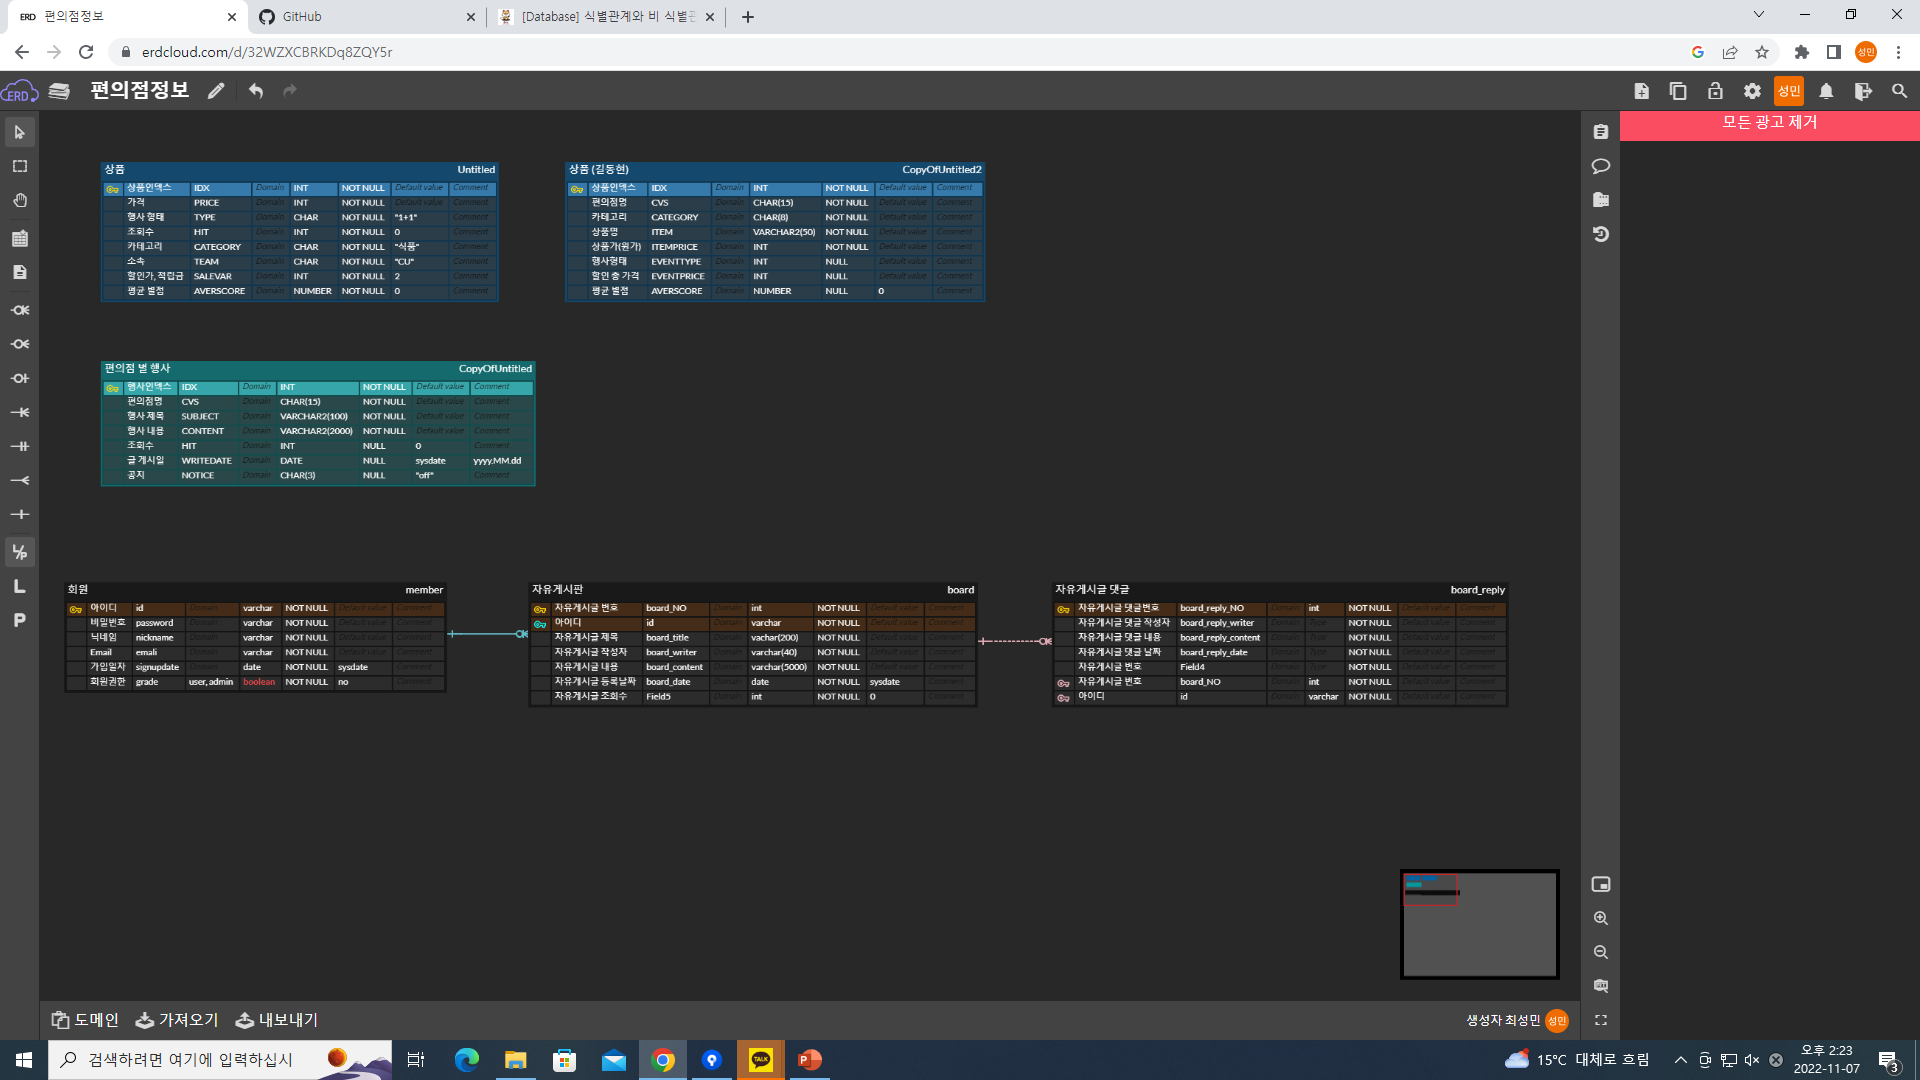 편의점정보
GitHub
[Database] 식별관계와 비 식별관
erdcloud.com/d/32WZXCBRKDq8ZQY5r
성민
ERD 편의점정보
성민
모든 광고 제거
상품 Untitled
상품인덱스 IDX Domain INT NOT NULL Default value Comment
가격 PRICE Domain INT NOT NULL Default value Comment
행사 형태 TYPE Domain CHAR NOT NULL "1+1" Comment
조회수 HIT Domain INT NOT NULL 0 Comment
카테고리 CATEGORY Domain CHAR NOT NULL "식품" Comment
소속 TEAM Domain CHAR NOT NULL "CU" Comment
할인가, 적립금 SALEVAR Domain INT NOT NULL 2 Comment
평균 별점 AVERSCORE Domain NUMBER NOT NULL 0 Comment
상품 (길동현) CopyOfUntitled2
상품인덱스 IDX Domain INT NOT NULL Default value Comment
편의점명 CVS Domain CHAR(15) NOT NULL Default value Comment
카테고리 CATEGORY Domain CHAR(8) NOT NULL Default value Comment
상품명 ITEM Domain VARCHAR2(50) NOT NULL Default value Comment
상품가(원가) ITEMPRICE Domain INT NOT NULL Default value Comment
행사형태 EVENTTYPE Domain INT NULL Default value Comment
할인 중 가격 EVENTPRICE Domain INT NULL Default value Comment
평균 별점 AVERSCORE Domain NUMBER NULL 0 Comment
편의점 별 행사 CopyOfUntitled
행사인덱스 IDX Domain INT NOT NULL Default value Comment
편의점명 CVS Domain CHAR(15) NOT NULL Default value Comment
행사 제목 SUBJECT Domain VARCHAR2(100) NOT NULL Default value Comment
행사 내용 CONTENT Domain VARCHAR2(2000) NOT NULL Default value Comment
조회수 HIT Domain INT NULL 0 Comment
글 게시일 WRITEDATE Domain DATE NULL sysdate yyyy.MM.dd
공지 NOTICE Domain CHAR(3) NULL "off" Comment
회원 member
아이디 id Domain varchar NOT NULL Default value Comment
비밀번호 password Domain varchar NOT NULL Default value Comment
닉네임 nickname Domain varchar NOT NULL Default value Comment
Email emali Domain varchar NOT NULL Default value Comment
가입일자 signupdate Domain date NOT NULL sysdate Comment
회원권한 grade user, admin boolean NOT NULL no Comment
자유게시판 board
자유게시글 번호 board_NO Domain int NOT NULL Default value Comment
아이디 id Domain varchar NOT NULL Default value Comment
자유게시글 제목 board_title Domain vachar(200) NOT NULL Default value Comment
자유게시글 작성자 board_writer Domain varchar(40) NOT NULL Default value Comment
자유게시글 내용 board_content Domain varchar(5000) NOT NULL Default value Comment
자유게시글 등록날짜 board_date Domain date NOT NULL sysdate Comment
자유게시글 조회수 Field5 Domain int NOT NULL 0 Comment
자유게시글 댓글 board_reply
자유게시글 댓글번호 board_reply_NO Domain int NOT NULL Default value Comment
자유게시글 댓글 작성자 board_reply_writer Domain Type NOT NULL Default value Comment
자유게시글 댓글 내용 board_reply_content Domain Type NOT NULL Default value Comment
자유게시글 댓글 날짜 board_reply_date Domain Type NOT NULL Default value Comment
자유게시글 번호 Field4 Domain Type NOT NULL Default value Comment
자유게시글 번호 board_NO Domain int NOT NULL Default value Comment
아이디 id Domain varchar NOT NULL Default value Comment
도메인 가져오기 내보내기
생성자 최성민 성민
검색하려면 여기에 입력하십시
TALK
15°C 대체로 흐림
오후 2:23
2022-11-07
3